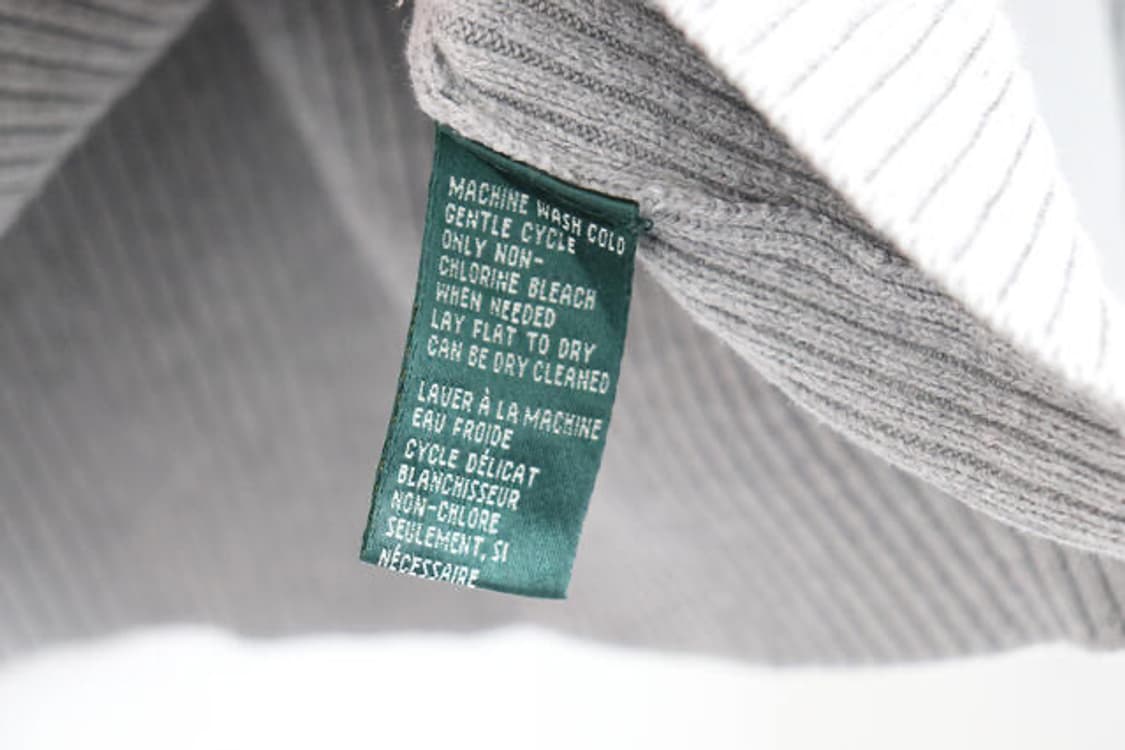 MACHINE WASH COLD
GENTLE CYCLE
ONLY NON-
CHLORINE BLEACH
WHEN NEEDED
LAY FLAT TO DRY
CAN BE DRY CLEANED
LAVER À LA MACHINE
EAU FROIDE
CYCLE DÉLICAT
BLANCHISSEUR
NON-CHLORE
SEULEMENT, SI
NÉCESSAIRE